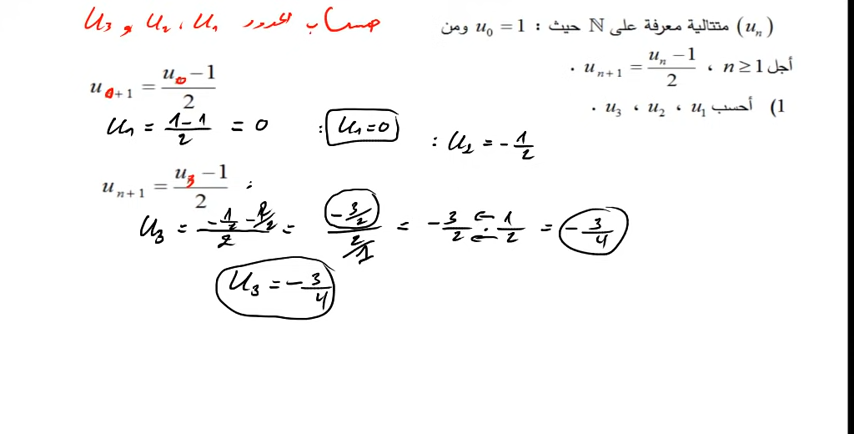 (uₙ) متتالية معرفة على ℕ حيث : u₀ = 1 ومن
أجل n ≥ 1 ، uₙ₊₁ = (uₙ − 1)/2 .
1) أحسب u₁ ، u₂ ، u₃ .
حساب الحدود u₁ ، u₂ و u₃
u₀₊₁ = (u₀ − 1)/2
u₁ = (1 − 1)/2 = 0 : u₁ = 0 : u₂ = −1/2
uₙ₊₁ = (u₃ − 1)/2 :
u₃ = (−1/2 − 2/2)/2 = (−3/2)/(2/1) = −3/2 ÷ 1/2 = −3/4
u₃ = −3/4